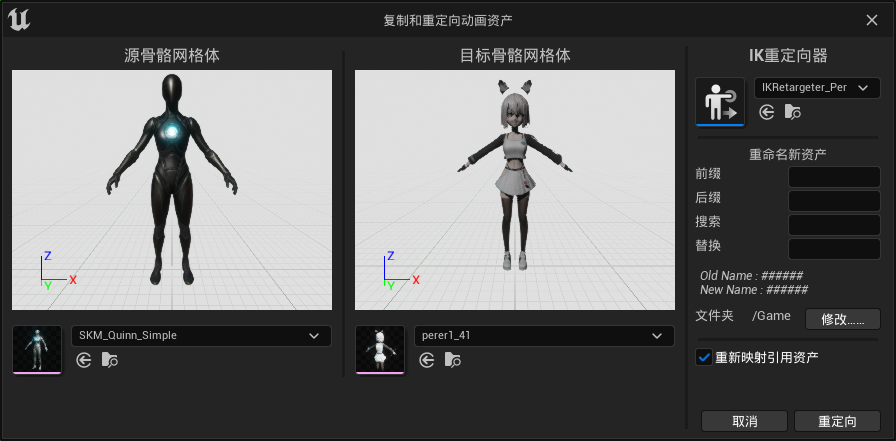 复制和重定向动画资产
源骨骼网格体
Z
X
Y
SKM_Quinn_Simple
目标骨骼网格体
Z
X
Y
perer1_41
IK重定向器
IKRetargeter_Per
重命名新资产
前缀
后缀
搜索
替换
Old Name : ######
New Name : ######
文件夹 /Game 修改......
重新映射引用资产
取消 重定向